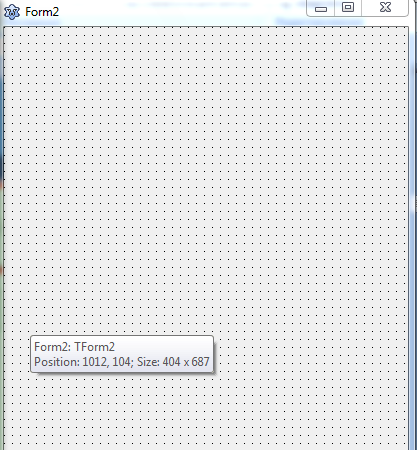 Form2
Form2: TForm2
Position: 1012, 104; Size: 404 x 687